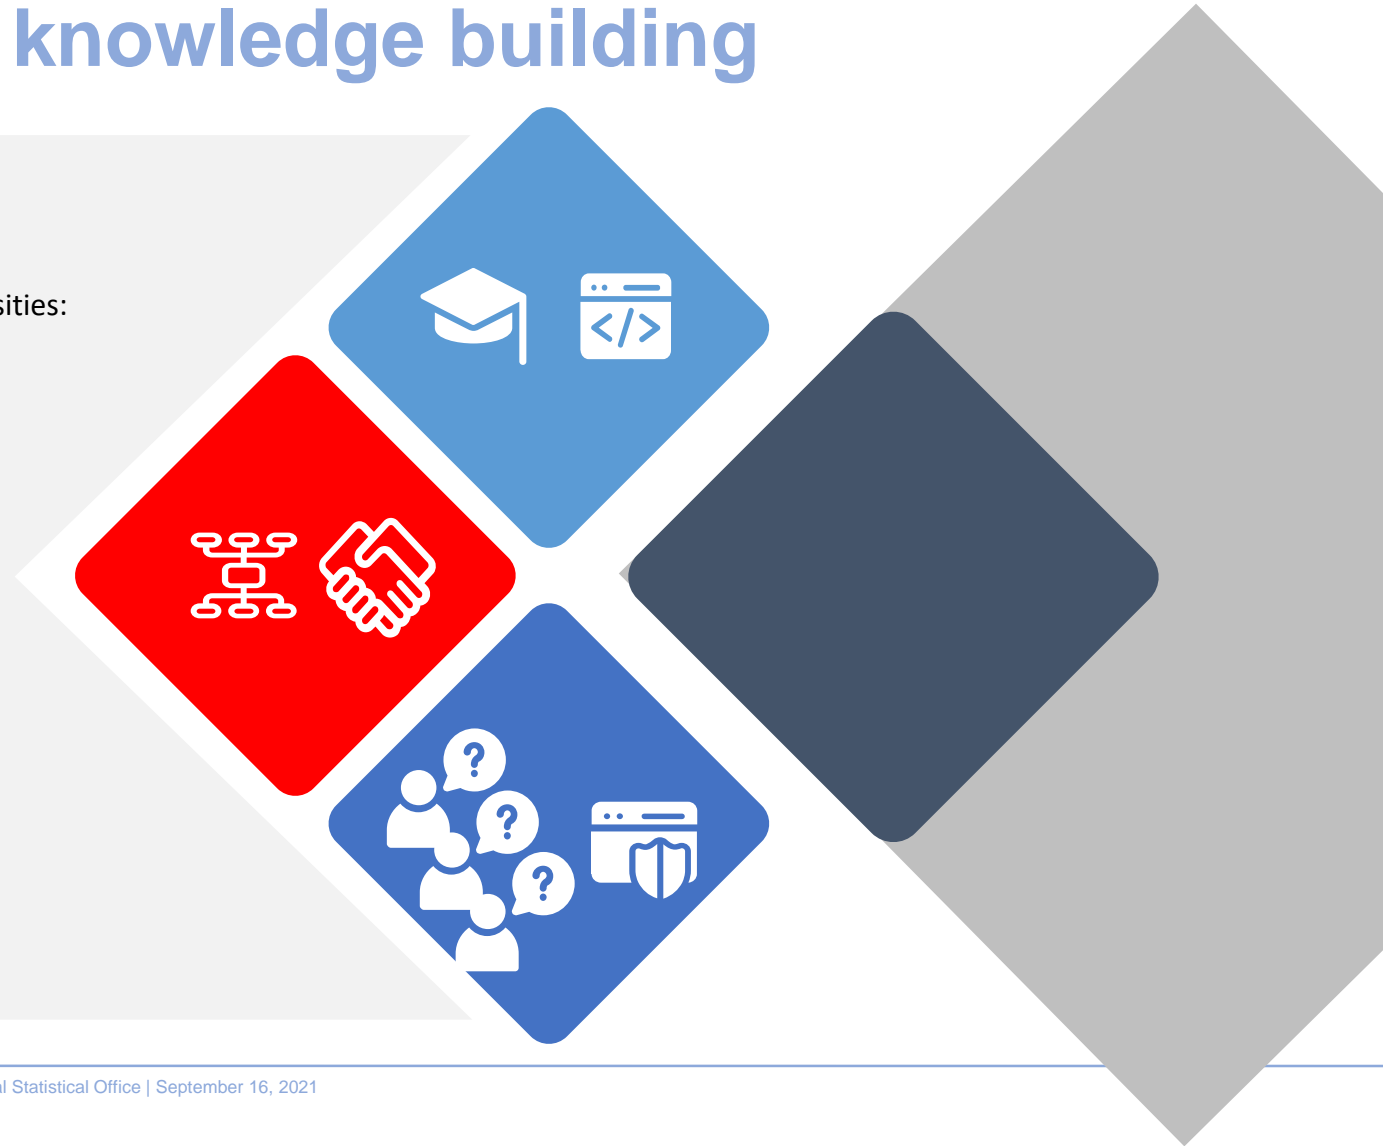 knowledge building
sities:
</>
?
?
?
l Statistical Office | September 16, 2021